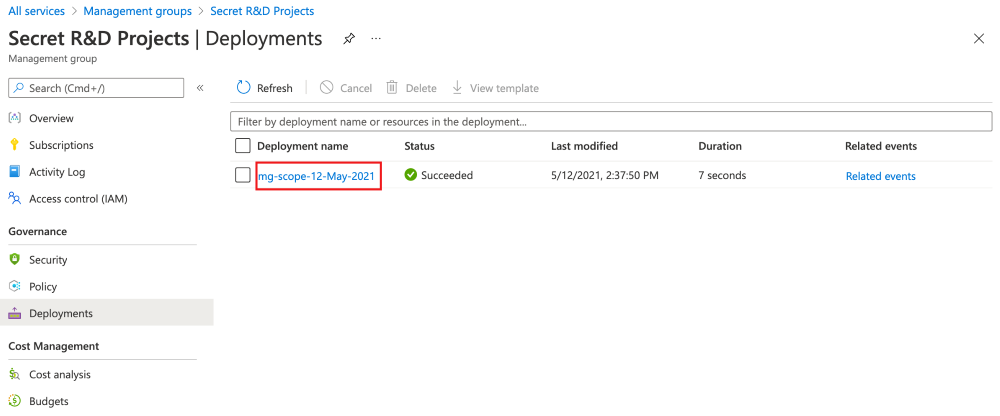 All services > Management groups > Secret R&D Projects
Secret R&D Projects | Deployments ...
Management group
Search (Cmd+/) «
Overview
Subscriptions
Activity Log
Access control (IAM)
Governance
Security
Policy
Deployments
Cost Management
Cost analysis
Budgets
Refresh Cancel Delete View template
Filter by deployment name or resources in the deployment...
Deployment name Status Last modified Duration Related events
mg-scope-12-May-2021 Succeeded 5/12/2021, 2:37:50 PM 7 seconds Related events